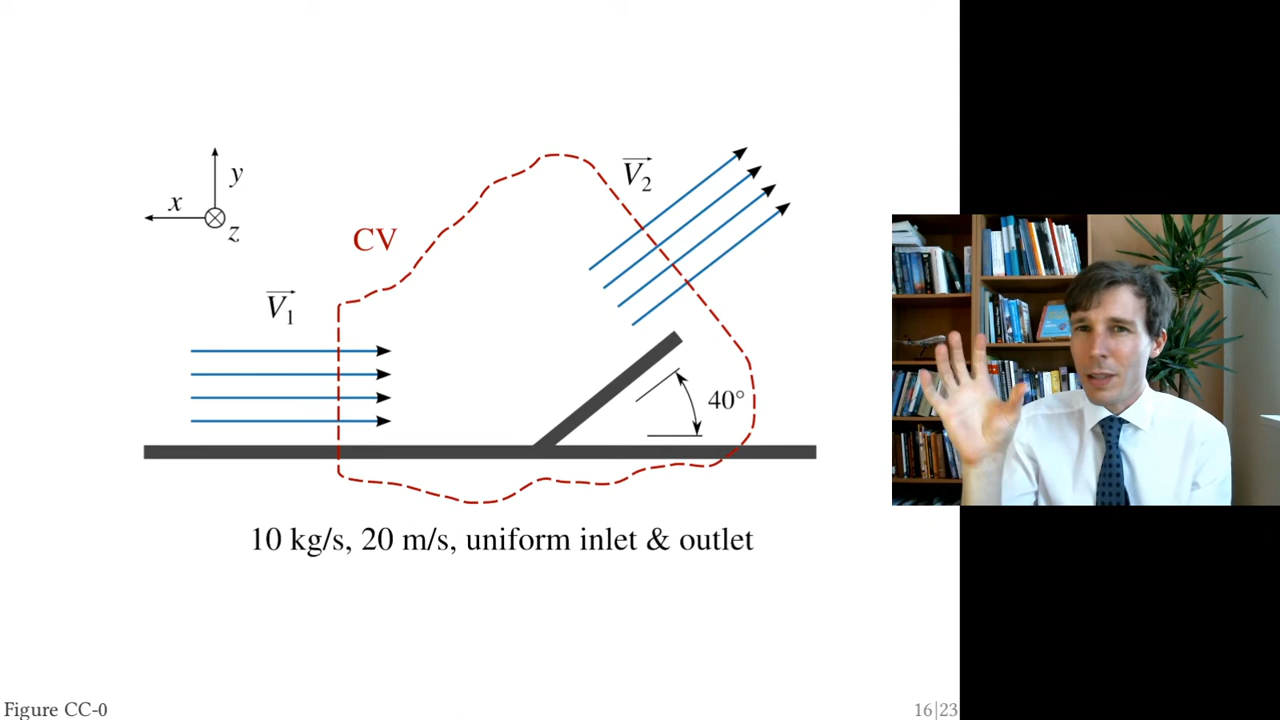 y
x
z
CV
V₁
V₂
40°
10 kg/s, 20 m/s, uniform inlet & outlet
Figure CC-0
16|23